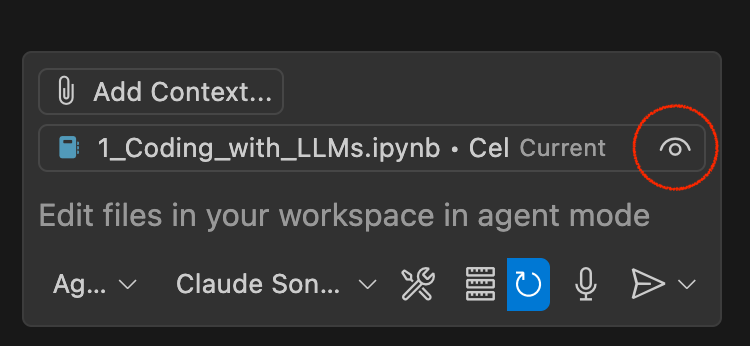 Add Context...
1_Coding_with_LLMs.ipynb • Cel Current
Edit files in your workspace in agent mode
Ag... Claude Son...